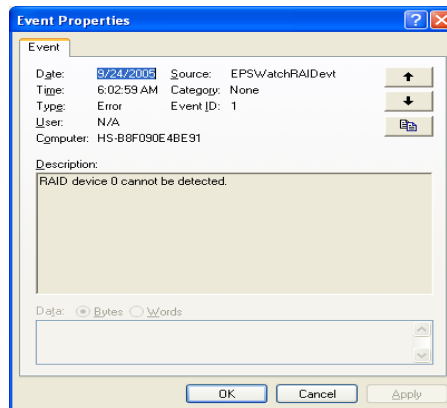 Event Properties
Event
Date: 9/24/2005 Source: EPSWatchRAIDevt
Time: 6:02:59 AM Category: None
Type: Error Event ID: 1
User: N/A
Computer: HS-B8F090E4BE91
Description:
RAID device 0 cannot be detected.
Data: Bytes Words
OK Cancel Apply